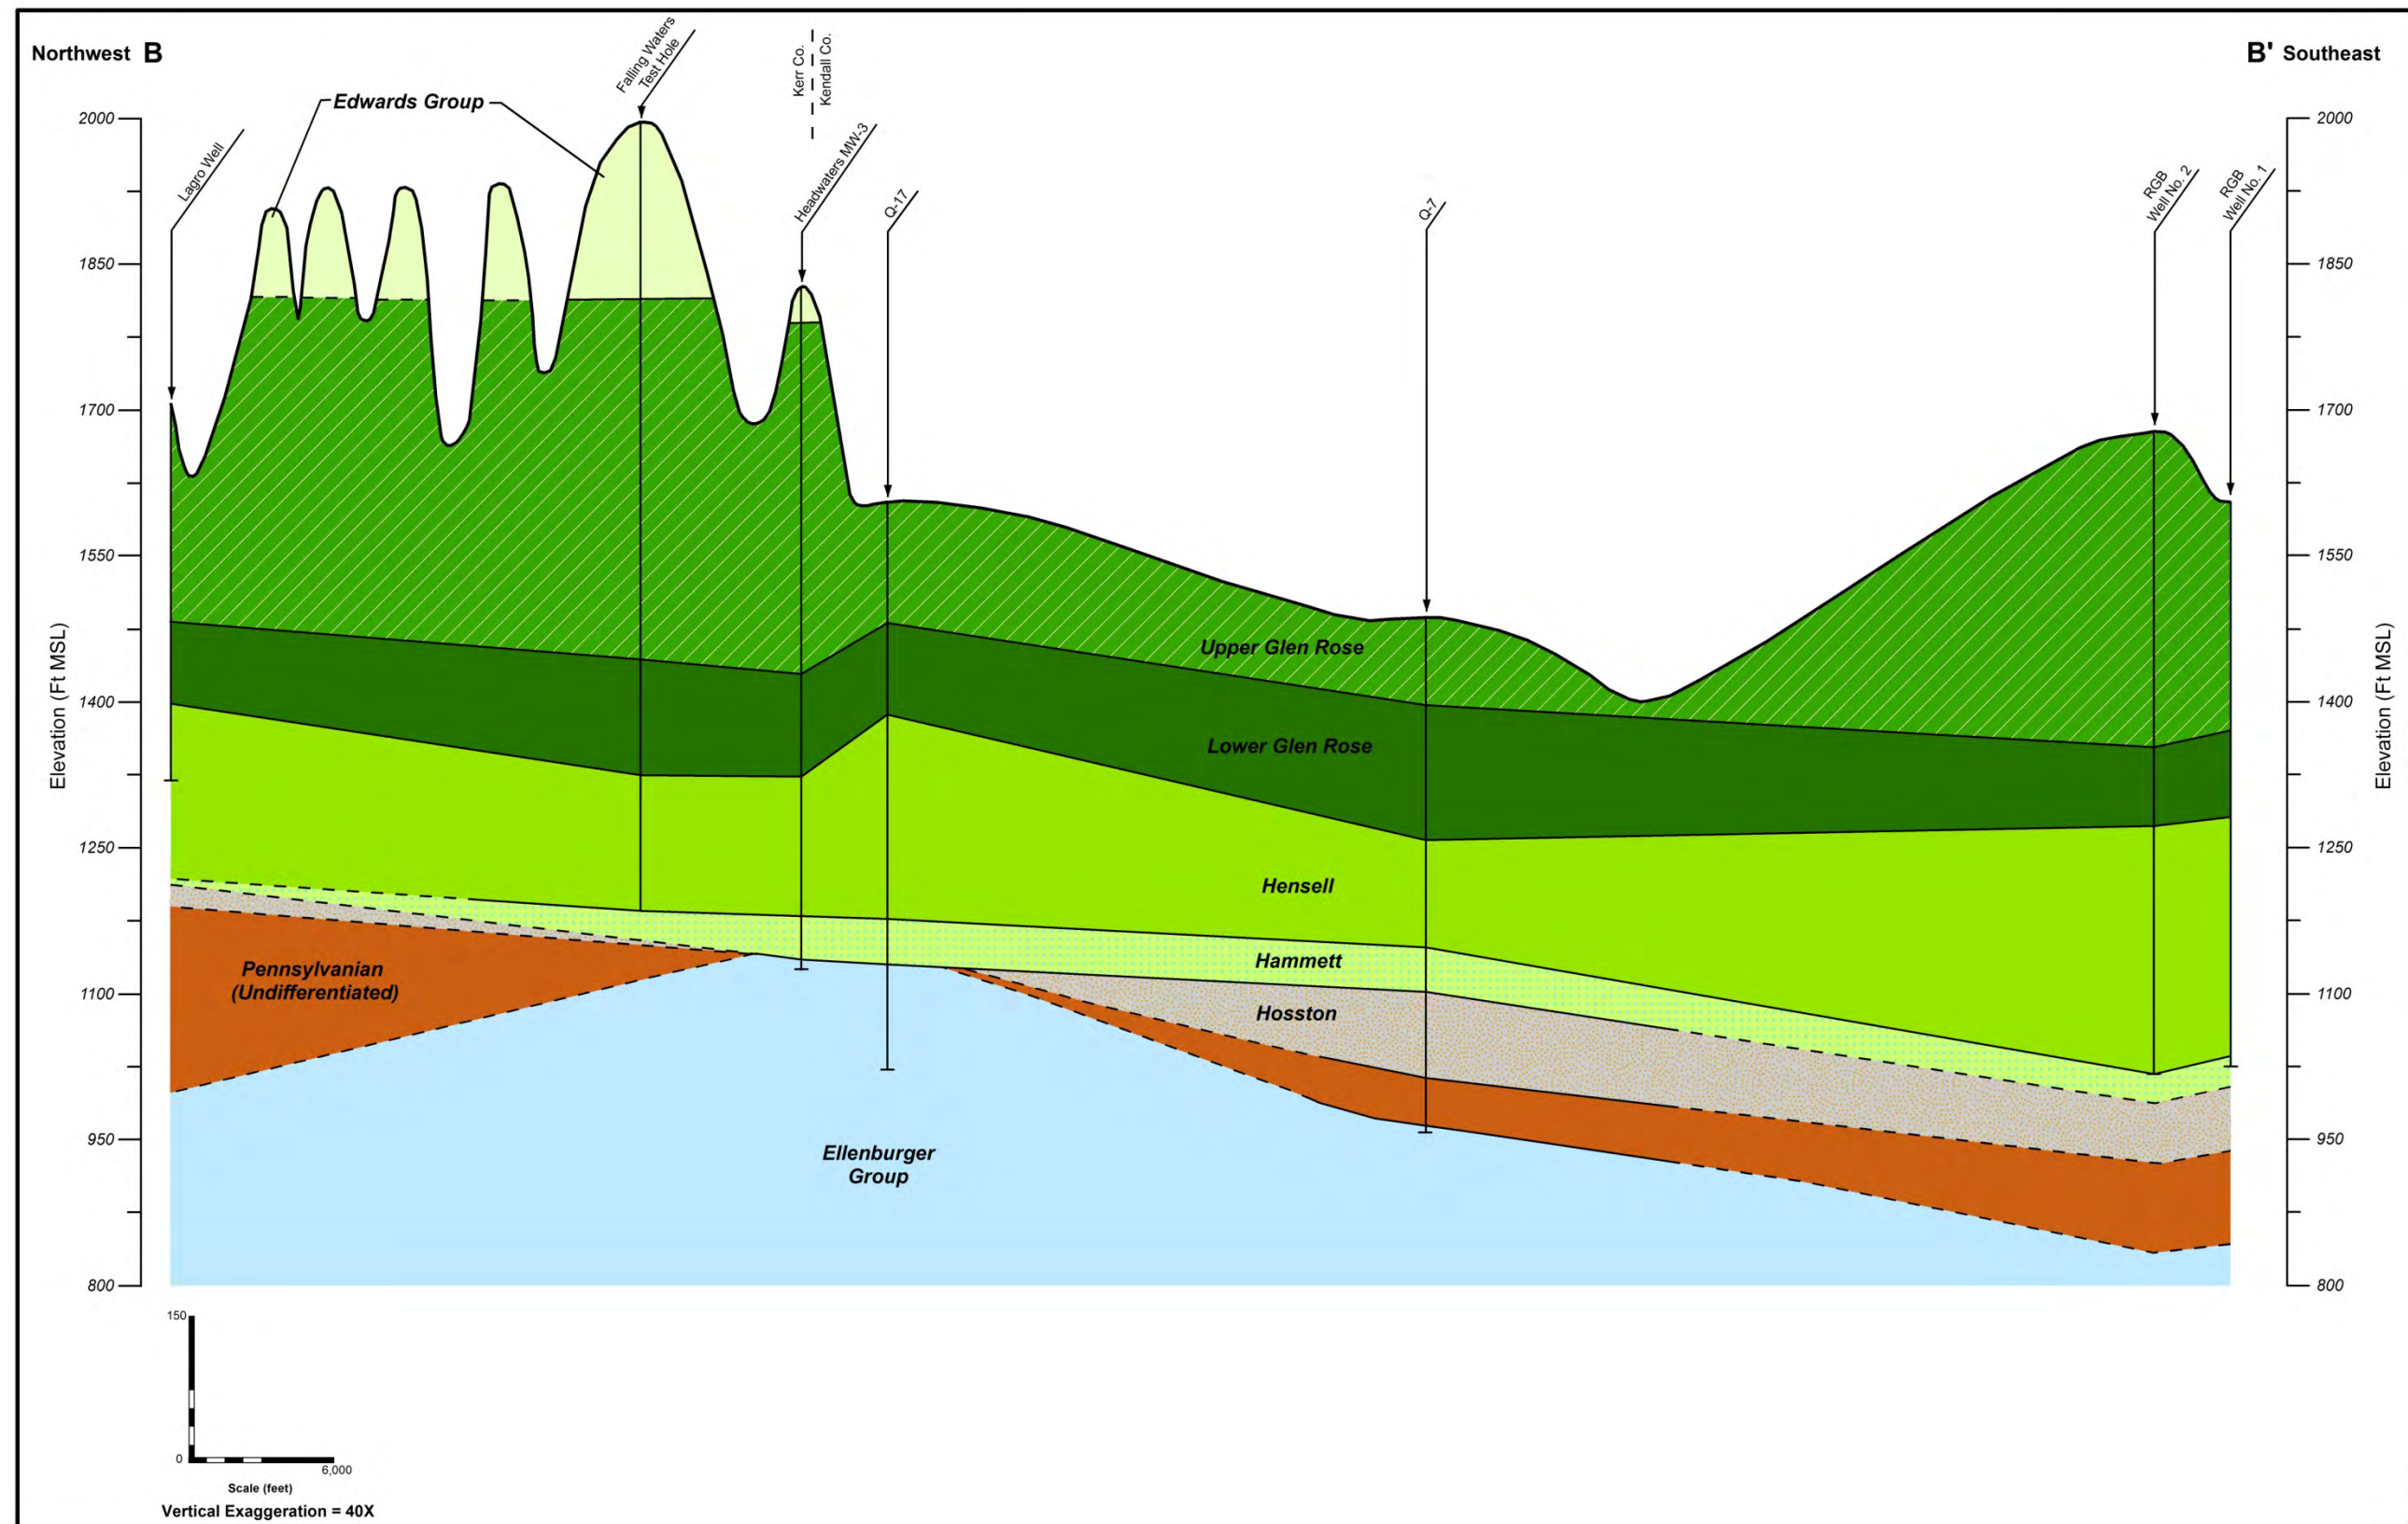 Northwest B
B' Southeast
Falling Waters
Test Hole
Kerr Co.
Kendall Co.
Edwards Group
Lagro Well
Headwaters MW-3
Q-17
Q-7
RGB
Well No. 2
RGB
Well No. 1
2000
1850
1700
1550
1400
1250
1100
950
800
Elevation (Ft MSL)
2000
1850
1700
1550
1400
1250
1100
950
800
Elevation (Ft MSL)
Upper Glen Rose
Lower Glen Rose
Hensell
Hammett
Hosston
Pennsylvanian
(Undifferentiated)
Ellenburger
Group
150
0
6,000
Scale (feet)
Vertical Exaggeration = 40X